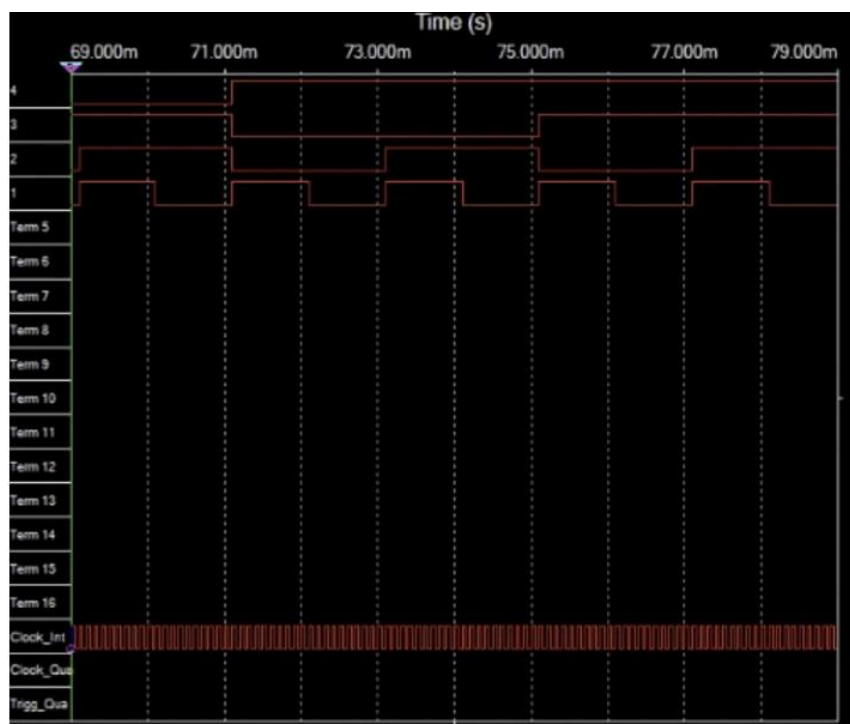 Time (s)
69.000m 71.000m 73.000m 75.000m 77.000m 79.000m
4
3
2
1
Term 5
Term 6
Term 7
Term 8
Term 9
Term 10
Term 11
Term 12
Term 13
Term 14
Term 15
Term 16
Clock_Int
Clock_Qua
Trigg_Qua